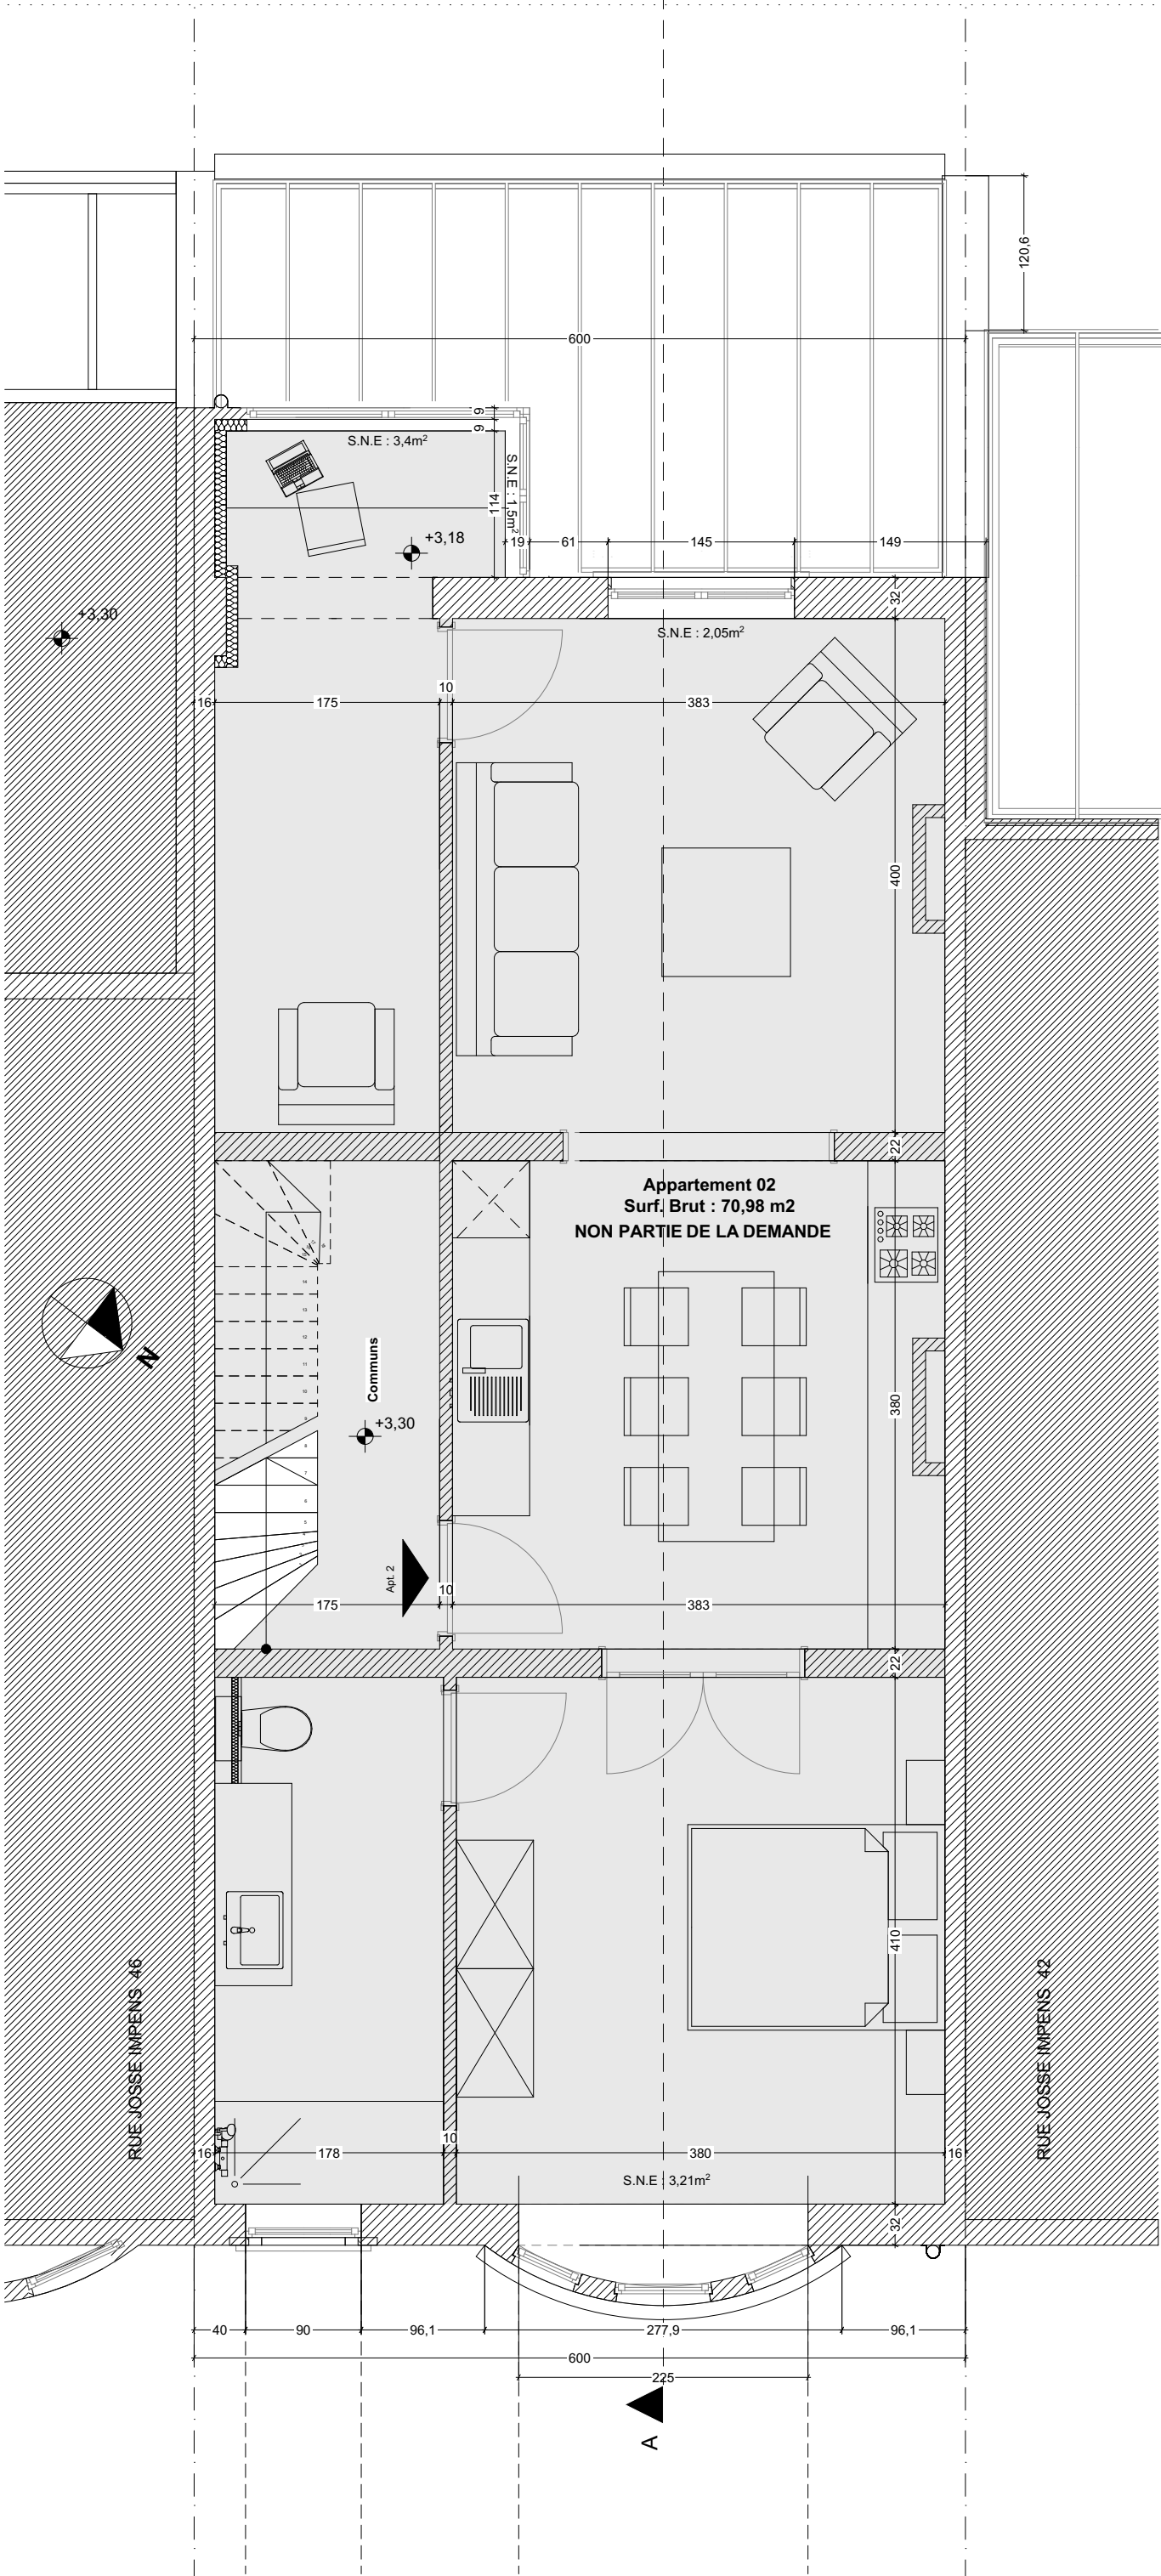 120,6
600
9
9
S.N.E : 3,4m²
S.N.E : 1,5m²
114
+3,18
19
61
145
149
32
+3,30
S.N.E : 2,05m²
16
175
10
383
400
22
Appartement 02
Surf. Brut : 70,98 m2
NON PARTIE DE LA DEMANDE
N
Communs
+3,30
380
Apt. 2
175
10
383
22
410
RUE JOSSE IMPENS 46
RUE JOSSE IMPENS 42
16
178
10
380
16
S.N.E : 3,21m²
32
40
90
96,1
277,9
96,1
600
225
A